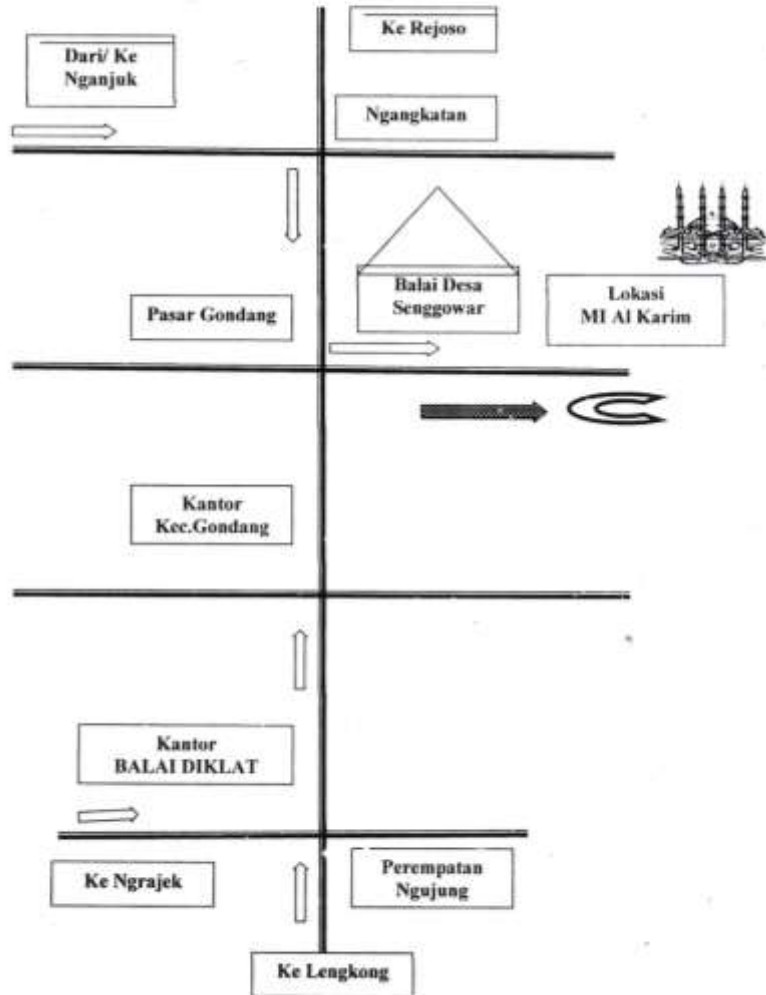 Ke Rejoso
Dari/ Ke
Nganjuk
Ngangkatan
Balai Desa
Senggowar
Lokasi
MI Al Karim
Pasar Gondang
Kantor
Kec.Gondang
Kantor
BALAI DIKLAT
Ke Ngrajek
Perempatan
Ngujung
Ke Lengkong